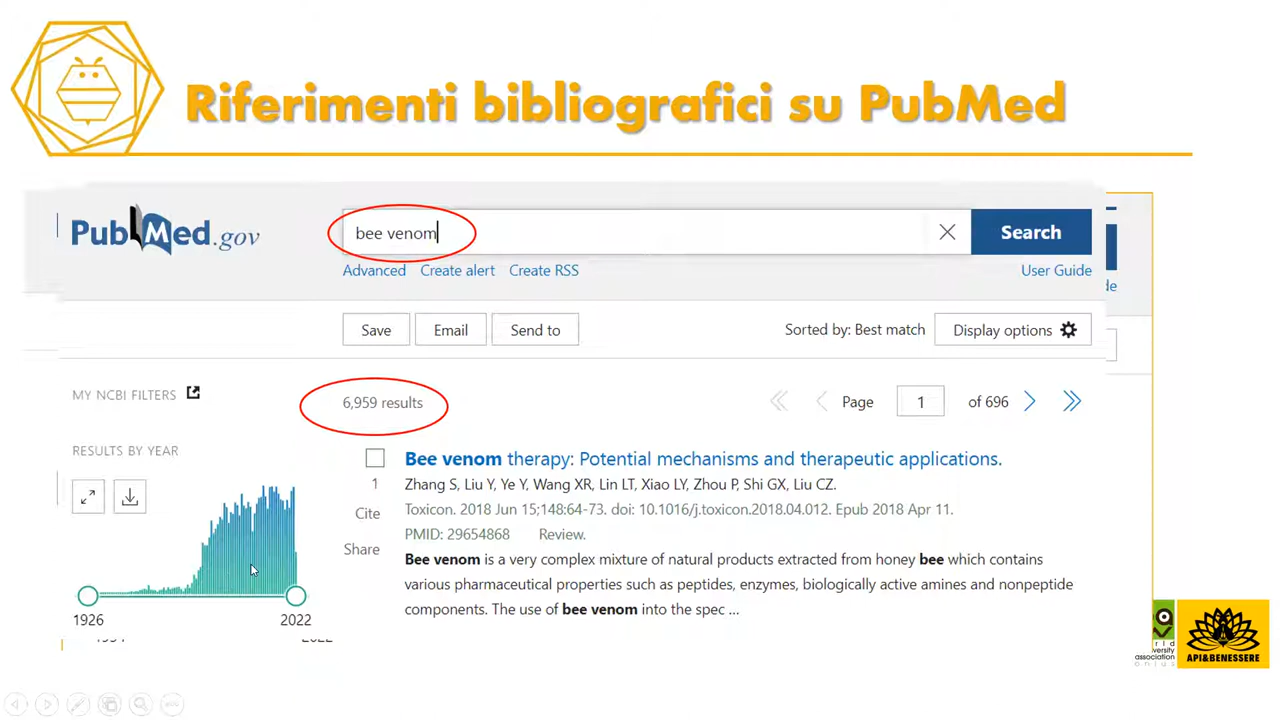 Riferimenti bibliografici su PubMed
PubMed.gov
bee venom
Search
Advanced Create alert Create RSS
User Guide
de
Save Email Send to
Sorted by: Best match Display options
MY NCBI FILTERS
6,959 results
Page 1 of 696
RESULTS BY YEAR
Bee venom therapy: Potential mechanisms and therapeutic applications.
1
Zhang S, Liu Y, Ye Y, Wang XR, Lin LT, Xiao LY, Zhou P, Shi GX, Liu CZ.
Cite
Toxicon. 2018 Jun 15;148:64-73. doi: 10.1016/j.toxicon.2018.04.012. Epub 2018 Apr 11.
PMID: 29654868 Review.
Share
Bee venom is a very complex mixture of natural products extracted from honey bee which contains
various pharmaceutical properties such as peptides, enzymes, biologically active amines and nonpeptide
components. The use of bee venom into the spec ...
1926 2022
association
API&BENESSERE